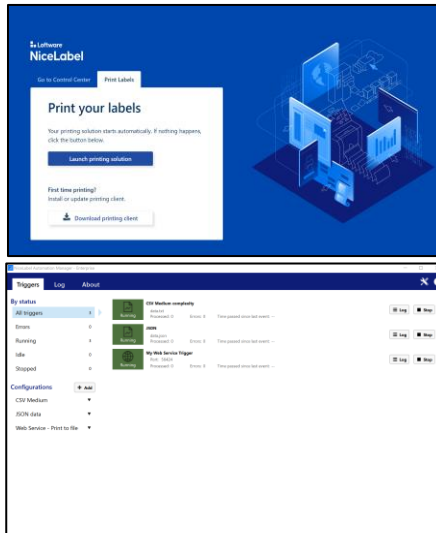 Loftware
NiceLabel
Go to Control Center
Print Labels
Print your labels
Your printing solution starts automatically. If nothing happens,
click the button below.
Launch printing solution
First time printing?
Install or update printing client.
Download printing client
Triggers Log About
By status
All triggers 3
Errors 0
Running 3
Idle 0
Stopped 0
Configurations + Add
CSV Medium
JSON data
Web Service - Print to file
CSV Medium complexity
Running Processed: 0 Errors: 0 Time passed since last event: --
Log Stop
JSON
Running Processed: 0 Errors: 0 Time passed since last event: --
Log Stop
My Web Service Trigger
Running Processed: 0 Errors: 0 Time passed since last event: --
Log Stop